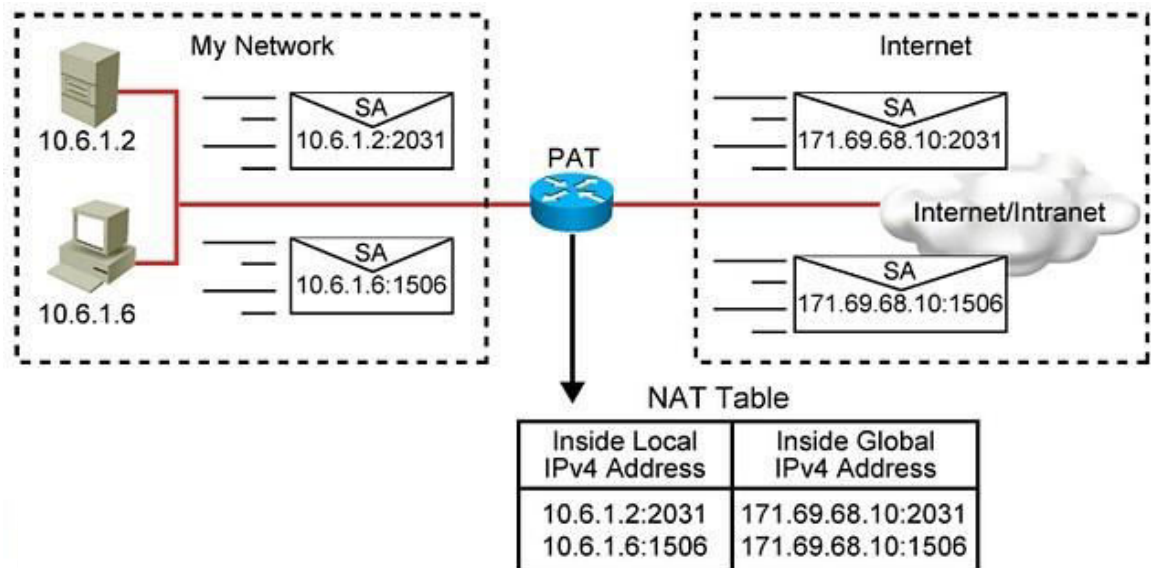 My Network
10.6.1.2
SA
10.6.1.2:2031
10.6.1.6
SA
10.6.1.6:1506
PAT
Internet
SA
171.69.68.10:2031
Internet/Intranet
SA
171.69.68.10:1506
NAT Table
Inside Local
IPv4 Address
Inside Global
IPv4 Address
10.6.1.2:2031
171.69.68.10:2031
10.6.1.6:1506
171.69.68.10:1506